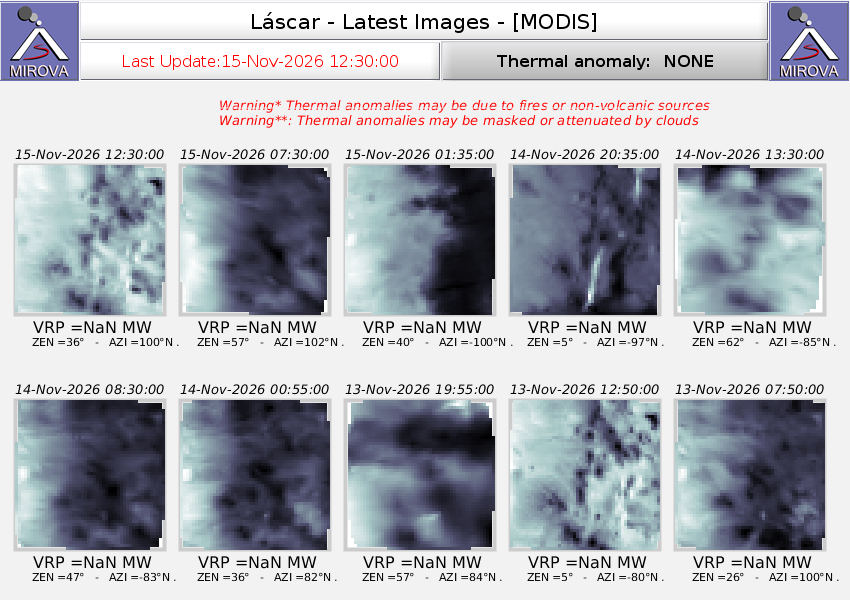 MIROVA
Láscar - Latest Images - [MODIS]
MIROVA
Last Update:15-Nov-2026 12:30:00
Thermal anomaly: NONE
Warning* Thermal anomalies may be due to fires or non-volcanic sources
Warning**: Thermal anomalies may be masked or attenuated by clouds
15-Nov-2026 12:30:00
15-Nov-2026 07:30:00
15-Nov-2026 01:35:00
14-Nov-2026 20:35:00
14-Nov-2026 13:30:00
VRP =NaN MW
VRP =NaN MW
VRP =NaN MW
VRP =NaN MW
VRP =NaN MW
ZEN =36° - AZI =100°N .
ZEN =57° - AZI =102°N .
ZEN =40° - AZI =-100°N .
ZEN =5° - AZI =-97°N .
ZEN =62° - AZI =-85°N .
14-Nov-2026 08:30:00
14-Nov-2026 00:55:00
13-Nov-2026 19:55:00
13-Nov-2026 12:50:00
13-Nov-2026 07:50:00
VRP =NaN MW
VRP =NaN MW
VRP =NaN MW
VRP =NaN MW
VRP =NaN MW
ZEN =47° - AZI =-83°N .
ZEN =36° - AZI =82°N .
ZEN =57° - AZI =84°N .
ZEN =5° - AZI =-80°N .
ZEN =26° - AZI =100°N .